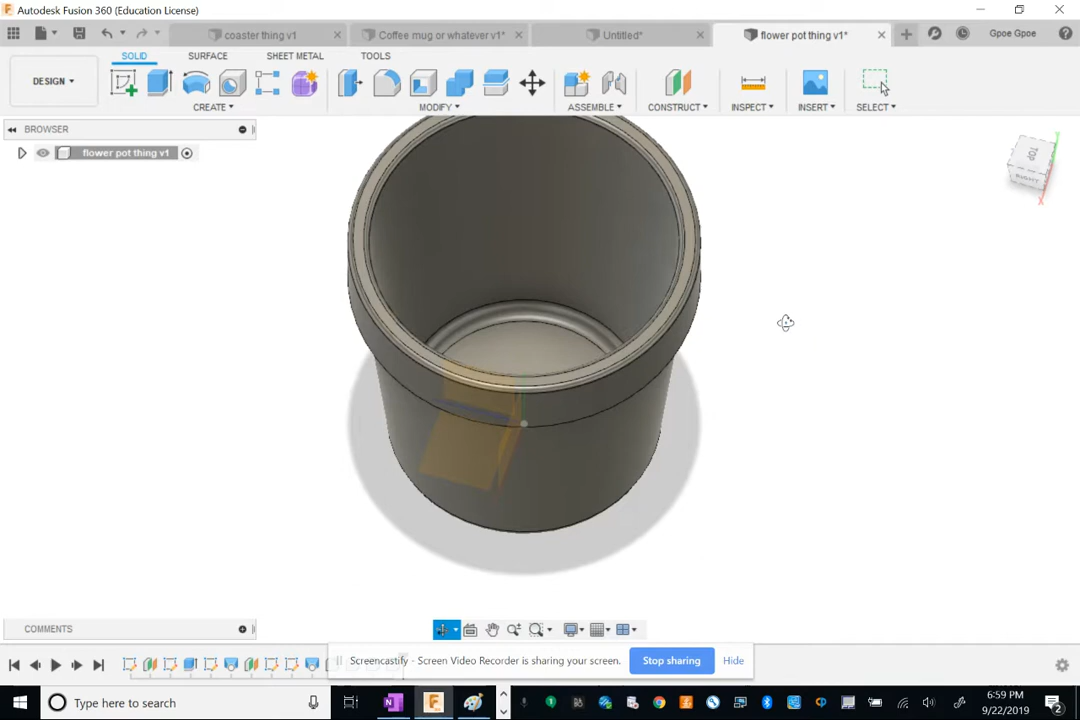 Autodesk Fusion 360 (Education License)
coaster thing v1
Coffee mug or whatever v1*
Untitled*
flower pot thing v1*
Gpoe Gpoe
DESIGN
SOLID
SURFACE
SHEET METAL
TOOLS
CREATE
MODIFY
ASSEMBLE
CONSTRUCT
INSPECT
INSERT
SELECT
BROWSER
flower pot thing v1
TOP
RIGHT
X
Y
COMMENTS
Screencastify - Screen Video Recorder is sharing your screen.
Stop sharing
Hide
Type here to search
6:59 PM
9/22/2019
2